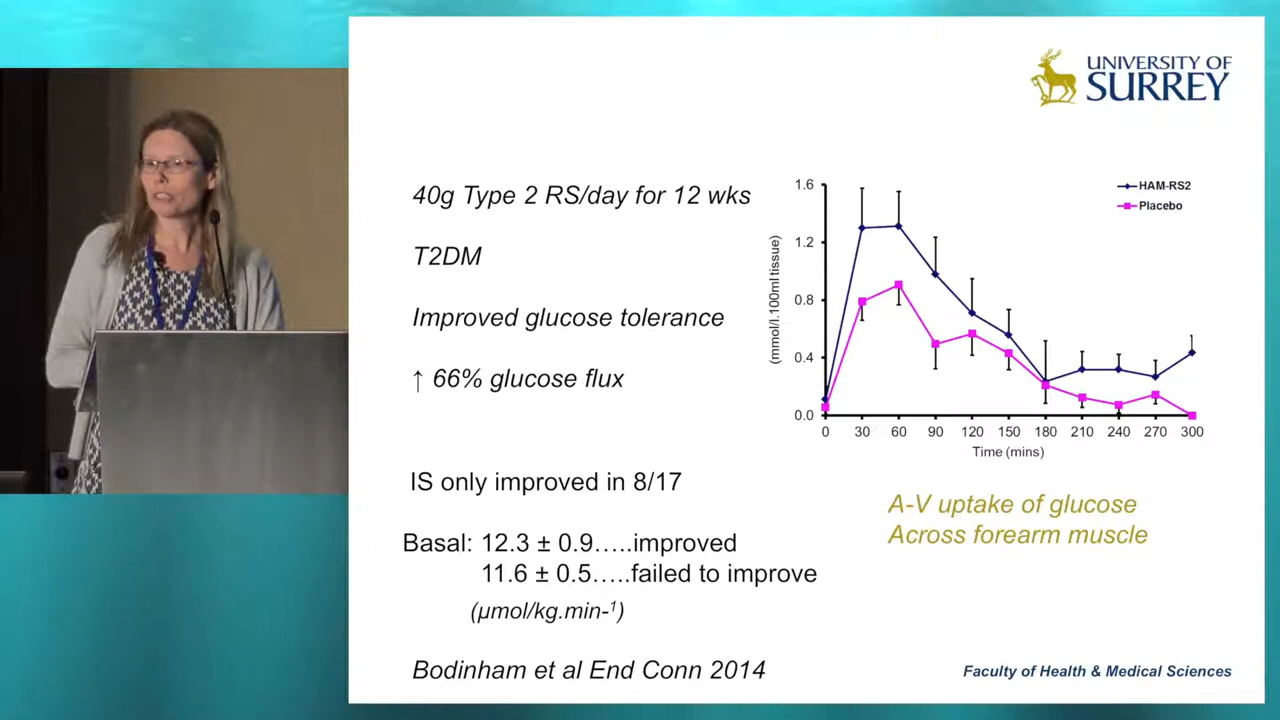 UNIVERSITY OF
SURREY
40g Type 2 RS/day for 12 wks
T2DM
Improved glucose tolerance
↑ 66% glucose flux
IS only improved in 8/17
Basal: 12.3 ± 0.9…..improved
11.6 ± 0.5…..failed to improve
(µmol/kg.min-¹)
Bodinham et al End Conn 2014
HAM-RS2
Placebo
(mmol/l.100ml tissue)
1.6
1.2
0.8
0.4
0.0
0 30 60 90 120 150 180 210 240 270 300
Time (mins)
A-V uptake of glucose
Across forearm muscle
Faculty of Health & Medical Sciences